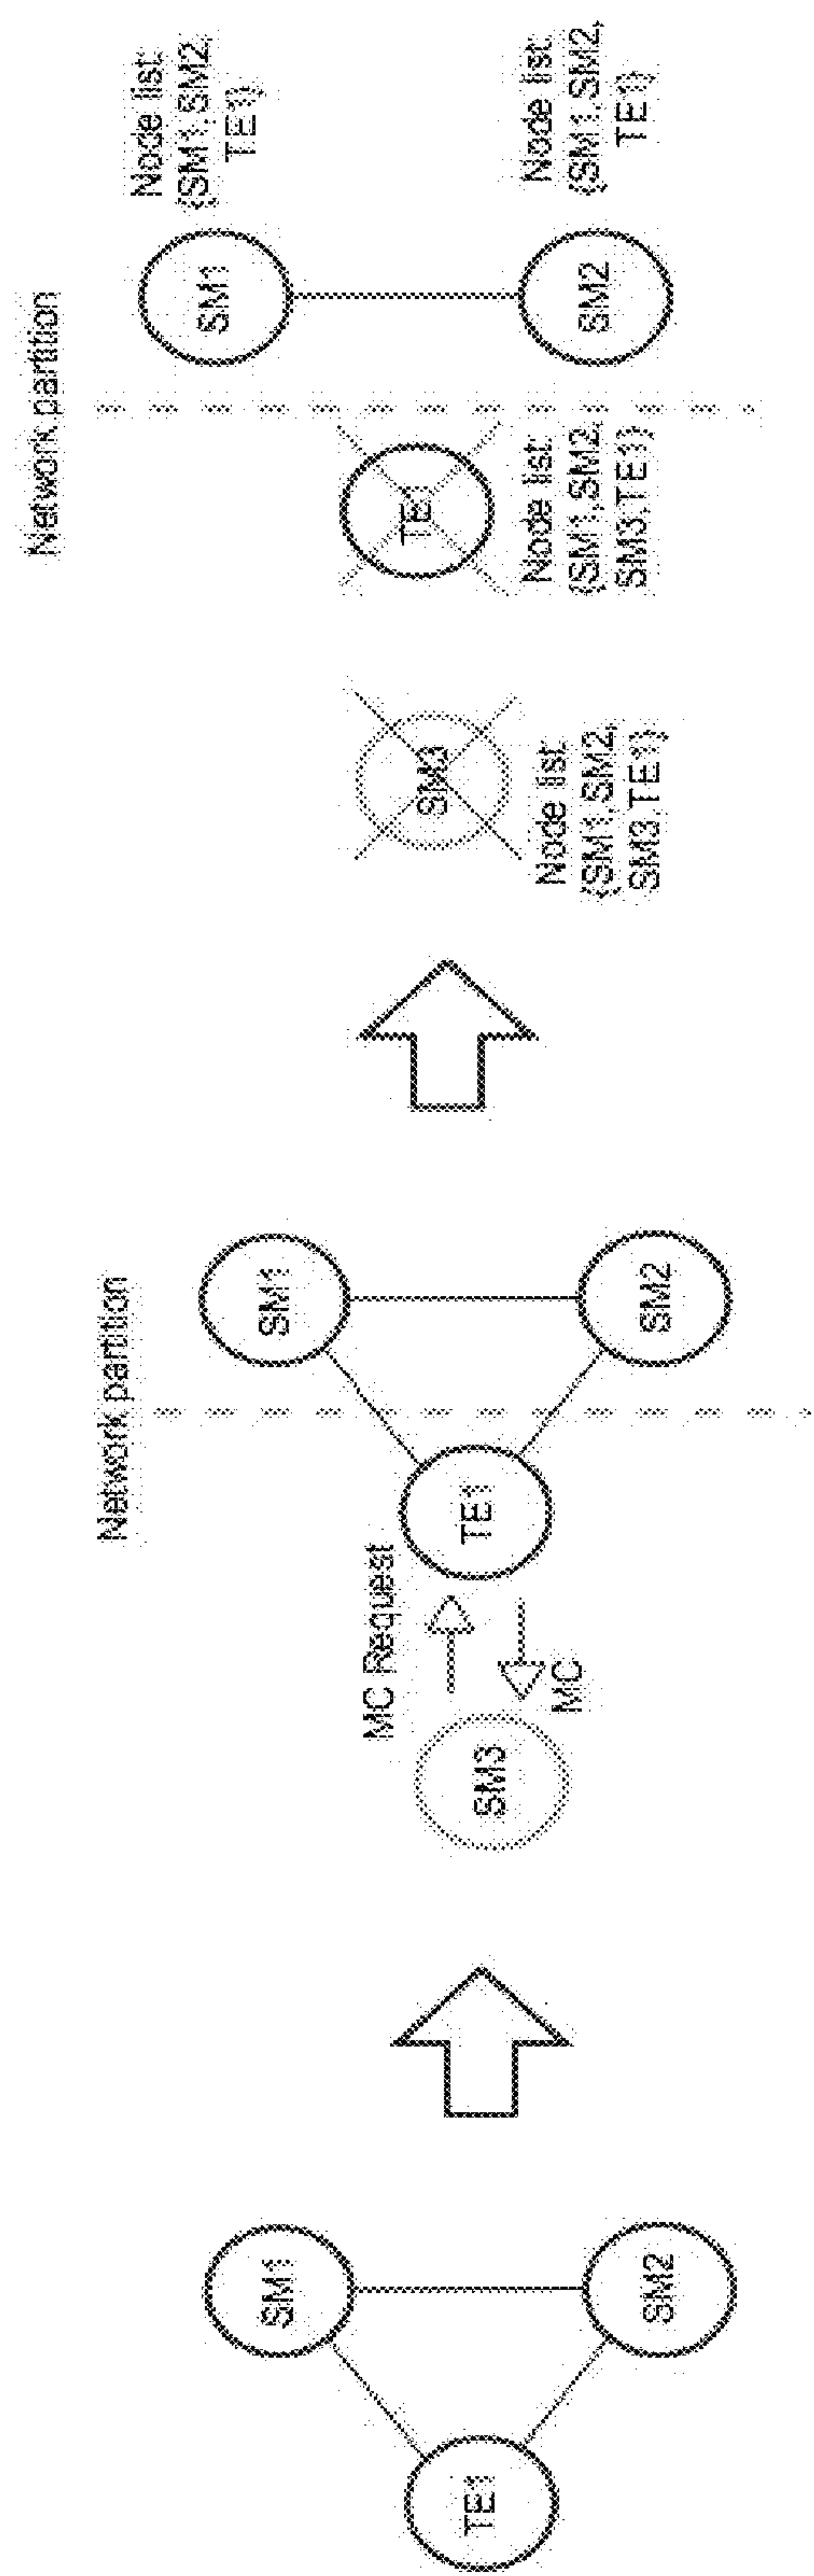 TE1
SM1
SM2
Network partition
SM3
MC Request
MC
TE1
SM1
SM2
Network partition
SM3
Node list:
{SM1,SM2,
SM3,TE1}
TE1
Node list:
{SM1,SM2,
SM3,TE1}
SM1
Node list:
{SM1,SM2,
TE1}
SM2
Node list:
{SM1,SM2,
TE1}